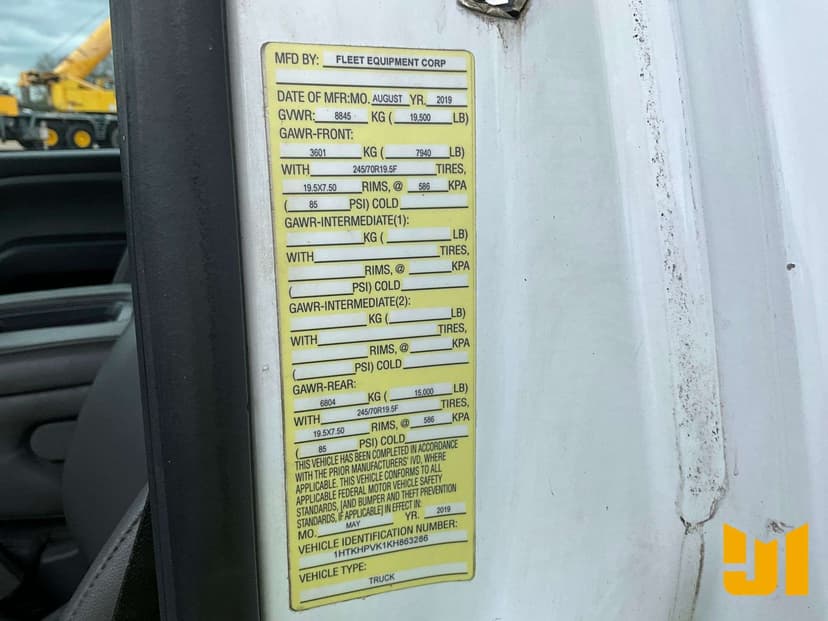 MFD BY: FLEET EQUIPMENT CORP
DATE OF MFR:MO. AUGUST YR. 2019
GVWR: 8845 KG ( 19,500 LB)
GAWR-FRONT:
3601 KG ( 7940 LB)
WITH 245/70R19.5F TIRES,
19.5X7.50 RIMS, @ 586 KPA
( 85 PSI) COLD
GAWR-INTERMEDIATE(1):
KG ( LB)
WITH TIRES,
RIMS, @ KPA
( PSI) COLD
GAWR-INTERMEDIATE(2):
KG ( LB)
WITH TIRES,
RIMS, @ KPA
( PSI) COLD
GAWR-REAR:
6804 KG ( 15,000 LB)
WITH 245/70R19.5F TIRES,
19.5X7.50 RIMS, @ 586 KPA
( 85 PSI) COLD
THIS VEHICLE HAS BEEN COMPLETED IN ACCORDANCE
WITH THE PRIOR MANUFACTURERS' IVD, WHERE
APPLICABLE. THIS VEHICLE CONFORMS TO ALL
APPLICABLE FEDERAL MOTOR VEHICLE SAFETY
STANDARDS, [AND BUMPER AND THEFT PREVENTION
STANDARDS, IF APPLICABLE] IN EFFECT IN:
MO. MAY YR. 2019
VEHICLE IDENTIFICATION NUMBER:
1HTKHPVK1KH863286
VEHICLE TYPE:
TRUCK